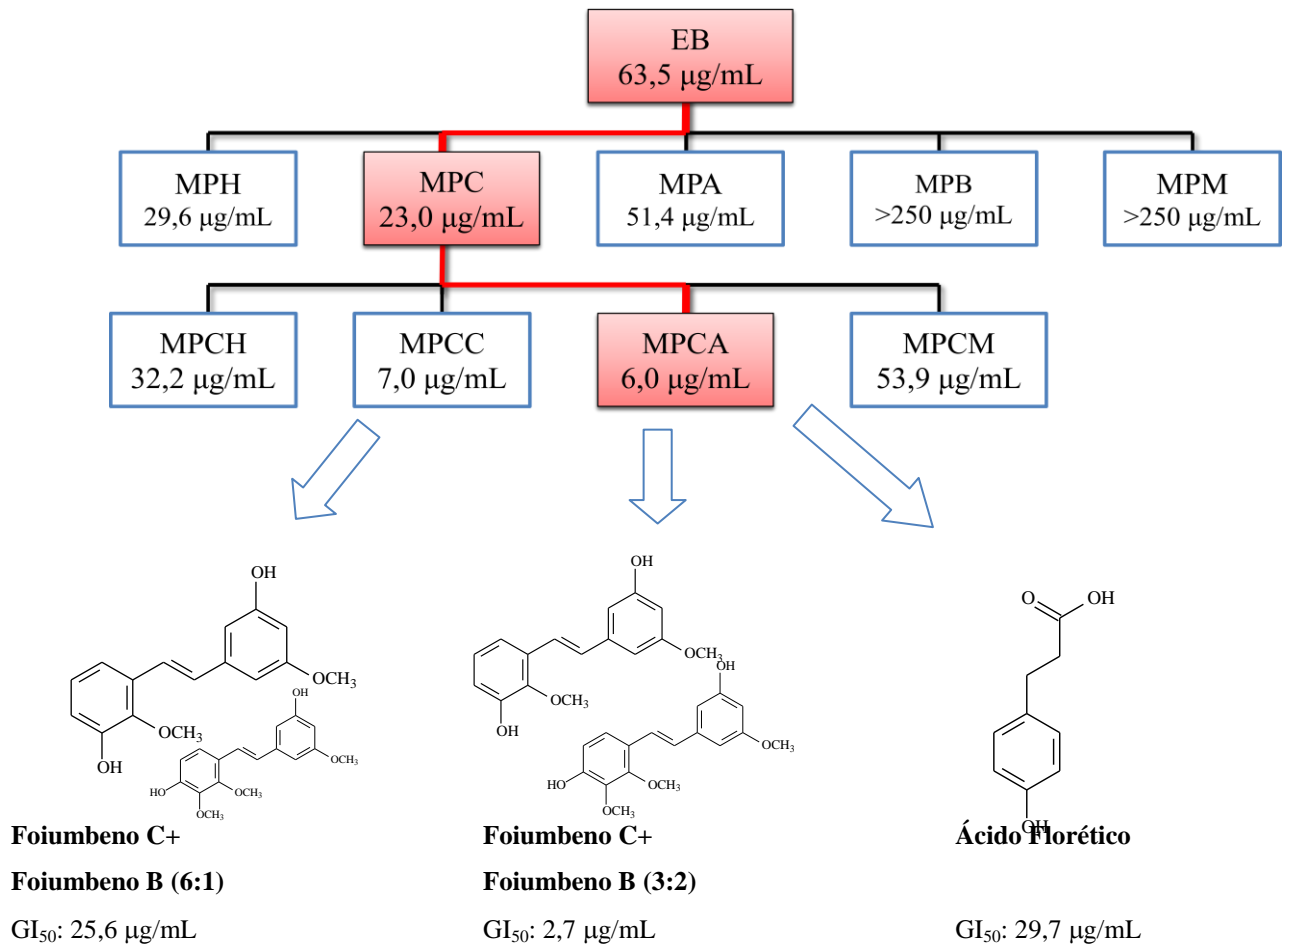 EB
63,5 µg/mL
MPH
29,6 µg/mL
MPC
23,0 µg/mL
MPA
51,4 µg/mL
MPB
>250 µg/mL
MPM
>250 µg/mL
MPCH
32,2 µg/mL
MPCC
7,0 µg/mL
MPCA
6,0 µg/mL
MPCM
53,9 µg/mL
OH
OCH3
OCH3
OH
OH
OCH3
OCH3
HO
OCH3
OH
OCH3
OCH3
OH
OH
OCH3
OCH3
HO
OCH3
O
OH
OH
Foiumbeno C+
Foiumbeno B (6:1)
GI50: 25,6 µg/mL
Foiumbeno C+
Foiumbeno B (3:2)
GI50: 2,7 µg/mL
Ácido Florético
GI50: 29,7 µg/mL